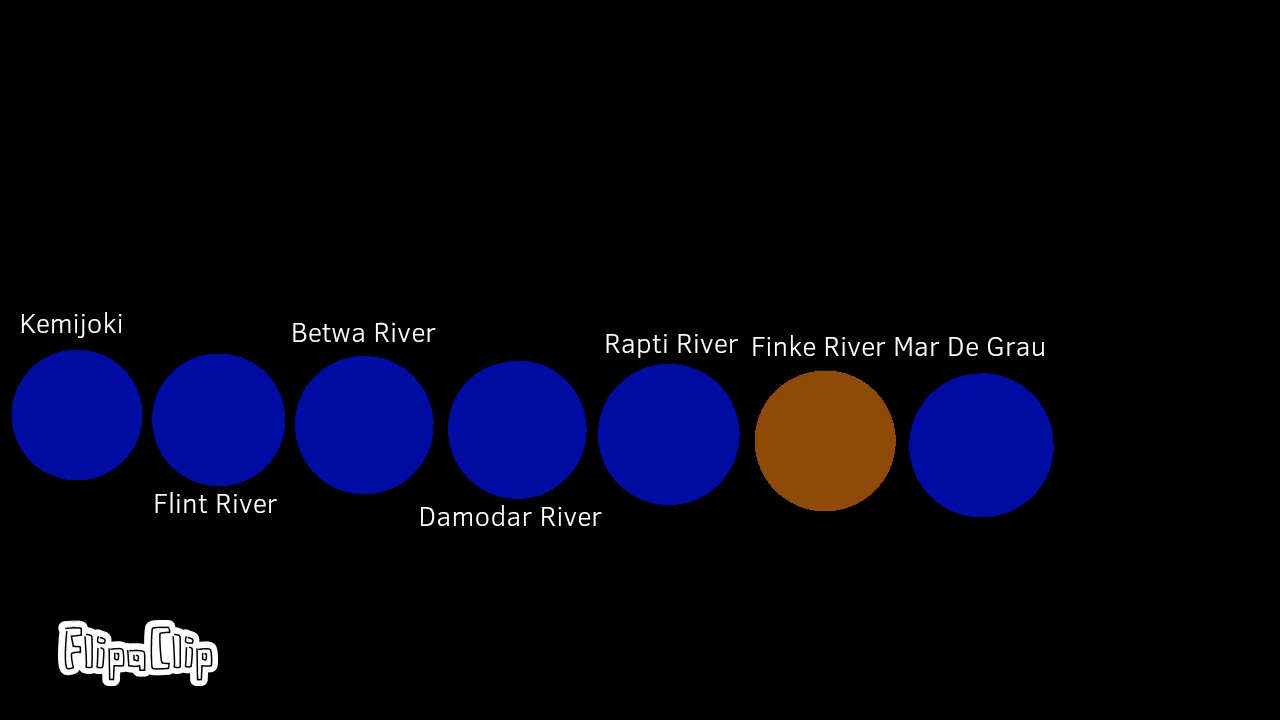 Kemijoki
Flint River
Betwa River
Damodar River
Rapti River
Finke River
Mar De Grau
FlipaClip